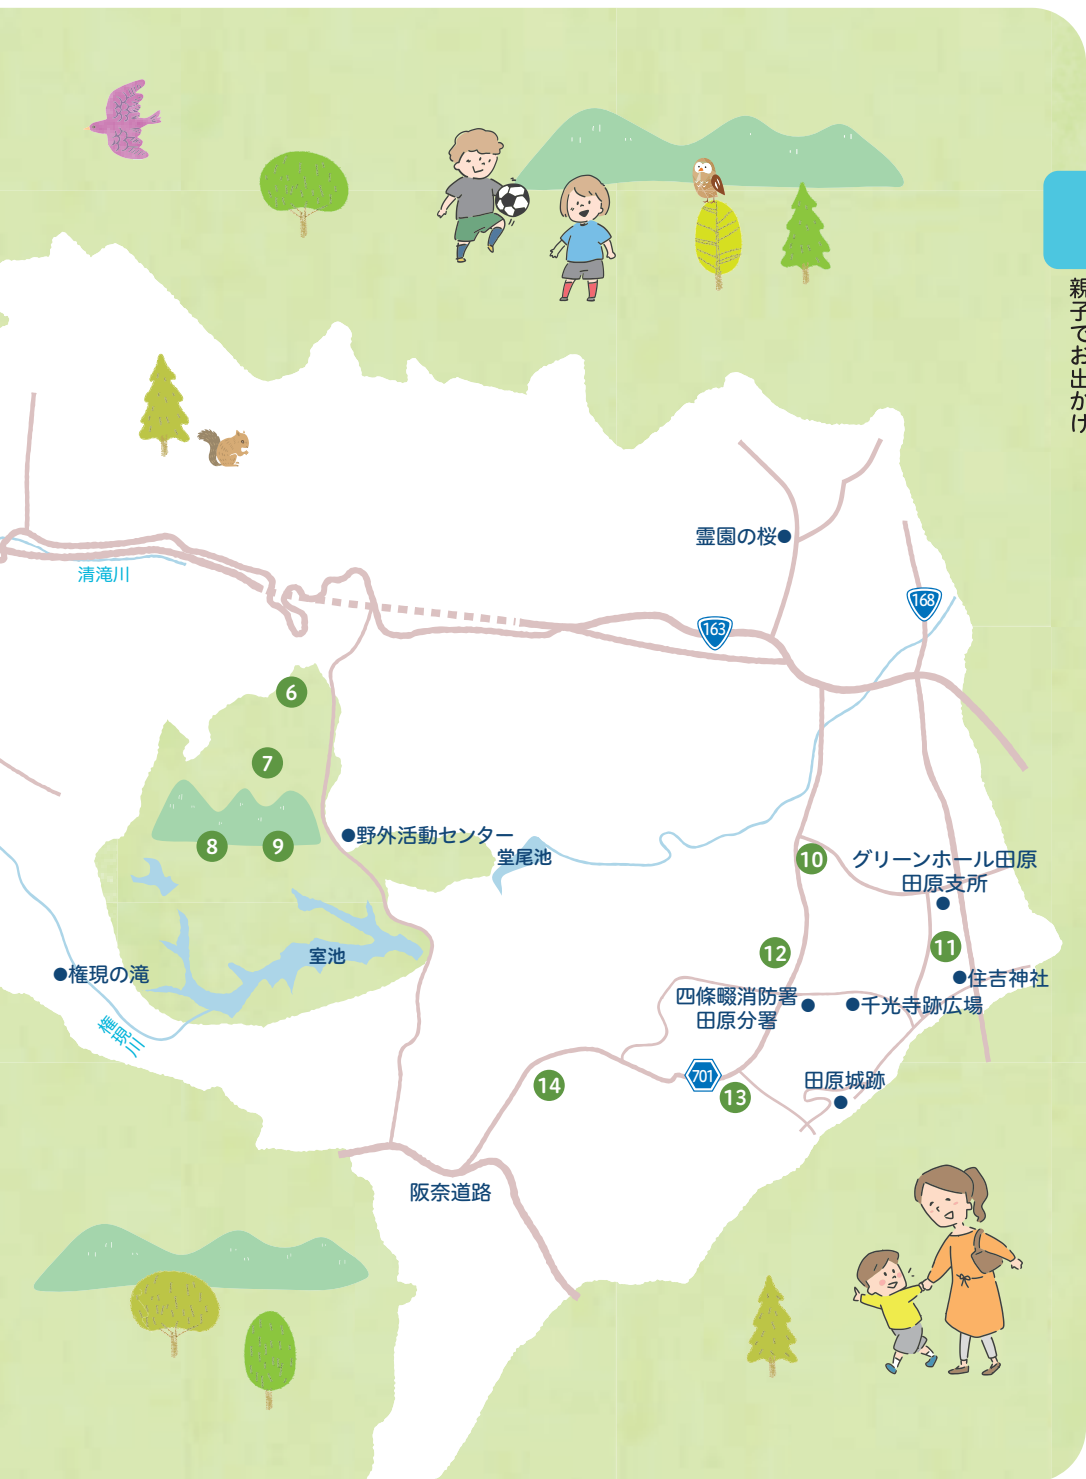 親子でお出かけ
霊園の桜
168
163
清滝川
6
7
8
9
野外活動センター
堂尾池
10
グリーンホール田原
田原支所
11
12
室池
権現の滝
住吉神社
四條畷消防署
田原分署
千光寺跡広場
権現川
701
14
13
田原城跡
阪奈道路